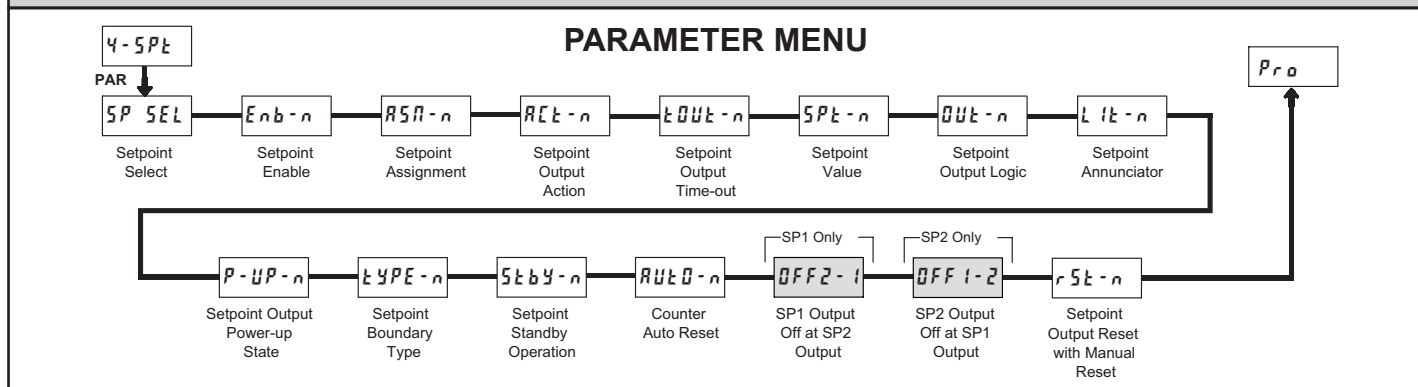 PARAMETER MENU
4-SPt
PAR
Pro
SP SEL
Enb-n
ASN-n
ACt-n
tOUt-n
SPt-n
OUt-n
LIt-n
Setpoint
Select
Setpoint
Enable
Setpoint
Assignment
Setpoint
Output
Action
Setpoint
Output
Time-out
Setpoint
Value
Setpoint
Output Logic
Setpoint
Annunciator
SP1 Only
SP2 Only
P-UP-n
tYPE-n
StbY-n
AUtO-n
OFF2-1
OFF1-2
rSt-n
Setpoint Output
Power-up
State
Setpoint
Boundary
Type
Setpoint
Standby
Operation
Counter
Auto Reset
SP1 Output
Off at SP2
Output
SP2 Output
Off at SP1
Output
Setpoint
Output Reset
with Manual
Reset